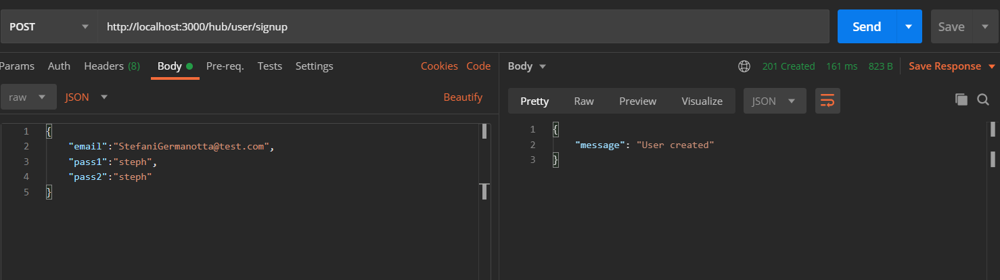 POST http://localhost:3000/hub/user/signup Send Save
Params Auth Headers (8) Body Pre-req. Tests Settings Cookies Code
raw JSON Beautify
1 {
2 "email":"StefaniGermanotta@test.com",
3 "pass1":"steph",
4 "pass2":"steph"
5 }
Body 201 Created 161 ms 823 B Save Response
Pretty Raw Preview Visualize JSON
1 {
2 "message": "User created"
3 }